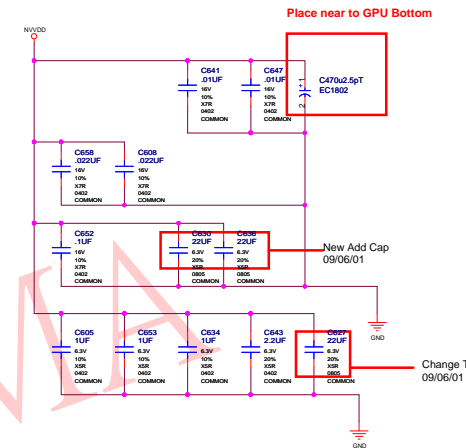 Place near to GPU Bottom
NVVDD
C641
.01UF
16V
10%
X7R
0402
COMMON
C647
.01UF
16V
10%
X7R
0402
COMMON
1
2
C470u2.5pT
EC1802
C658
.022UF
16V
10%
X7R
0402
COMMON
C608
.022UF
16V
10%
X7R
0402
COMMON
C652
.1UF
16V
10%
X7R
0402
COMMON
C630
22UF
6.3V
20%
X5R
0805
COMMON
C636
22UF
6.3V
20%
X5R
0805
COMMON
New Add Cap
09/06/01
GND
C605
1UF
6.3V
10%
X5R
0402
COMMON
C653
1UF
6.3V
10%
X5R
0402
COMMON
C634
1UF
6.3V
10%
X5R
0402
COMMON
C643
2.2UF
6.3V
20%
X5R
0402
COMMON
C627
22UF
6.3V
20%
X5R
0805
COMMON
Change T
09/06/01
GND